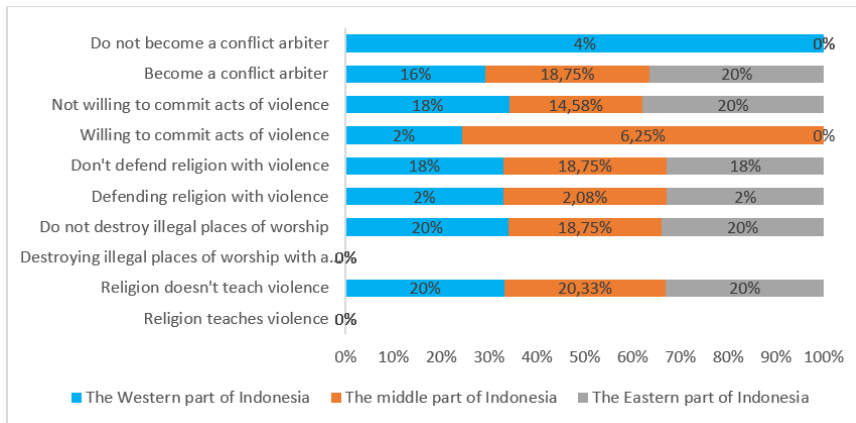 Do not become a conflict arbiter 4% 0%
Become a conflict arbiter 16% 18,75% 20%
Not willing to commit acts of violence 18% 14,58% 20%
Willing to commit acts of violence 2% 6,25% 0%
Don't defend religion with violence 18% 18,75% 18%
Defending religion with violence 2% 2,08% 2%
Do not destroy illegal places of worship 20% 18,75% 20%
Destroying illegal places of worship with a... 0%
Religion doesn't teach violence 20% 20,33% 20%
Religion teaches violence 0%
0% 10% 20% 30% 40% 50% 60% 70% 80% 90% 100%
The Western part of Indonesia The middle part of Indonesia The Eastern part of Indonesia